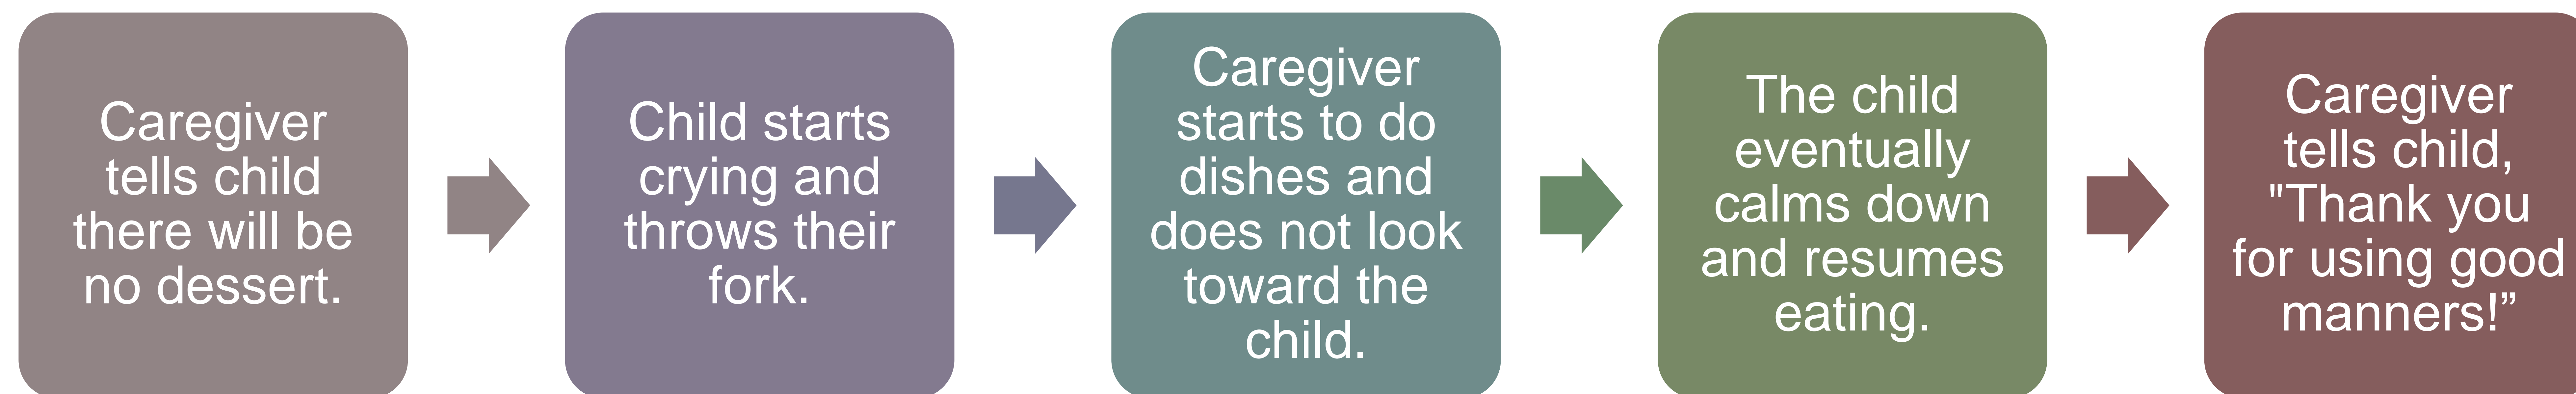 Caregiver
tells child
there will be
no dessert.
Child starts
crying and
throws their
fork.
Caregiver
starts to do
dishes and
does not look
toward the
child.
The child
eventually
calms down
and resumes
eating.
Caregiver
tells child,
"Thank you
for using good
manners!”